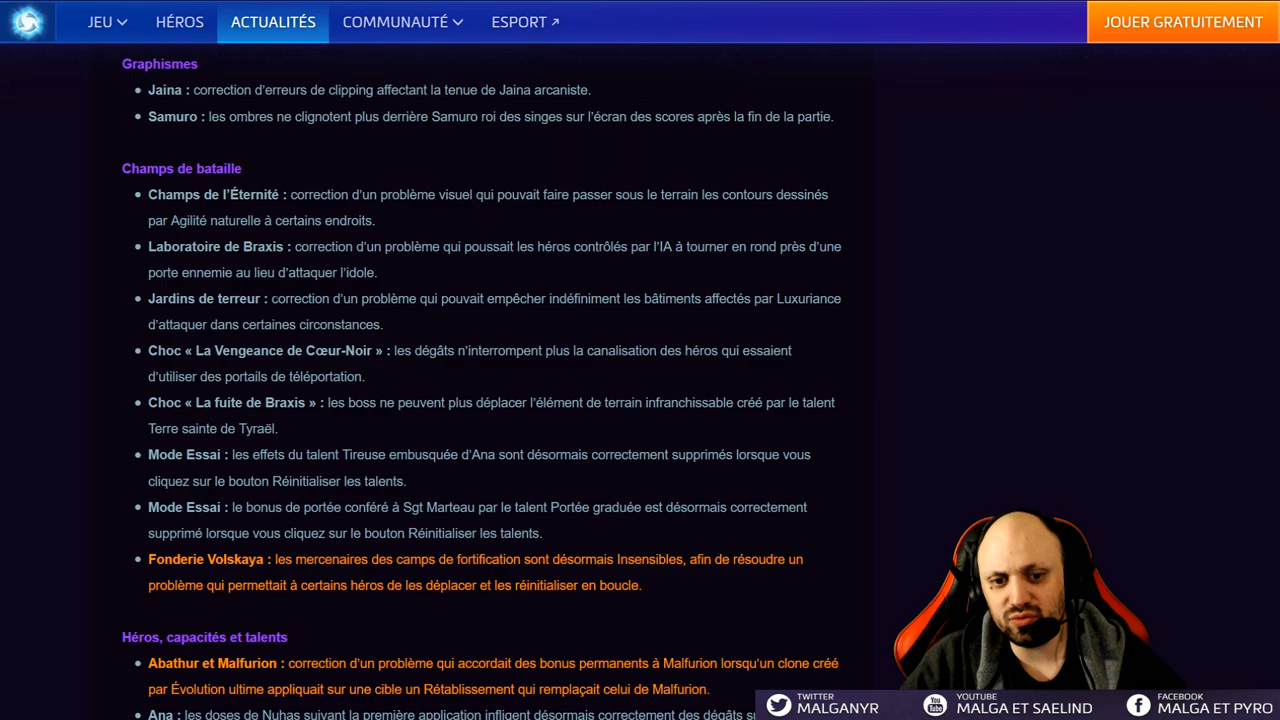 JEU HÉROS ACTUALITÉS COMMUNAUTÉ ESPORT JOUER GRATUITEMENT
Graphismes
Jaina : correction d’erreurs de clipping affectant la tenue de Jaina arcaniste.
Samuro : les ombres ne clignotent plus derrière Samuro roi des singes sur l’écran des scores après la fin de la partie.
Champs de bataille
Champs de l’Éternité : correction d’un problème visuel qui pouvait faire passer sous le terrain les contours dessinés
par Agilité naturelle à certains endroits.
Laboratoire de Braxis : correction d’un problème qui poussait les héros contrôlés par l’IA à tourner en rond près d’une
porte ennemie au lieu d’attaquer l’idole.
Jardins de terreur : correction d’un problème qui pouvait empêcher indéfiniment les bâtiments affectés par Luxuriance
d’attaquer dans certaines circonstances.
Choc « La Vengeance de Cœur-Noir » : les dégâts n’interrompent plus la canalisation des héros qui essaient
d’utiliser des portails de téléportation.
Choc « La fuite de Braxis » : les boss ne peuvent plus déplacer l’élément de terrain infranchissable créé par le talent
Terre sainte de Tyraël.
Mode Essai : les effets du talent Tireuse embusquée d’Ana sont désormais correctement supprimés lorsque vous
cliquez sur le bouton Réinitialiser les talents.
Mode Essai : le bonus de portée conféré à Sgt Marteau par le talent Portée graduée est désormais correctement
supprimé lorsque vous cliquez sur le bouton Réinitialiser les talents.
Fonderie Volskaya : les mercenaires des camps de fortification sont désormais Insensibles, afin de résoudre un
problème qui permettait à certains héros de les déplacer et les réinitialiser en boucle.
Héros, capacités et talents
Abathur et Malfurion : correction d’un problème qui accordait des bonus permanents à Malfurion lorsqu’un clone créé
par Évolution ultime appliquait sur une cible un Rétablissement qui remplaçait celui de Malfurion.
Ana : les doses de Nuhas suivant la première application infligent désormais correctement des dégâts
TWITTER
MALGANYR
YOUTUBE
MALGA ET SAELIND
FACEBOOK
MALGA ET PYRO